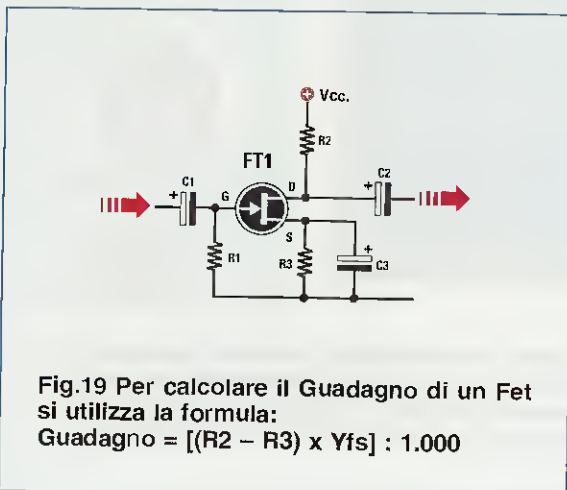 Vcc.
R2
FT1
C1
D
C2
+
+
G
S
+
R1
R3
C3
Fig.19 Per calcolare il Guadagno di un Fet
si utilizza la formula:
Guadagno = [(R2 – R3) x Yfs] : 1.000